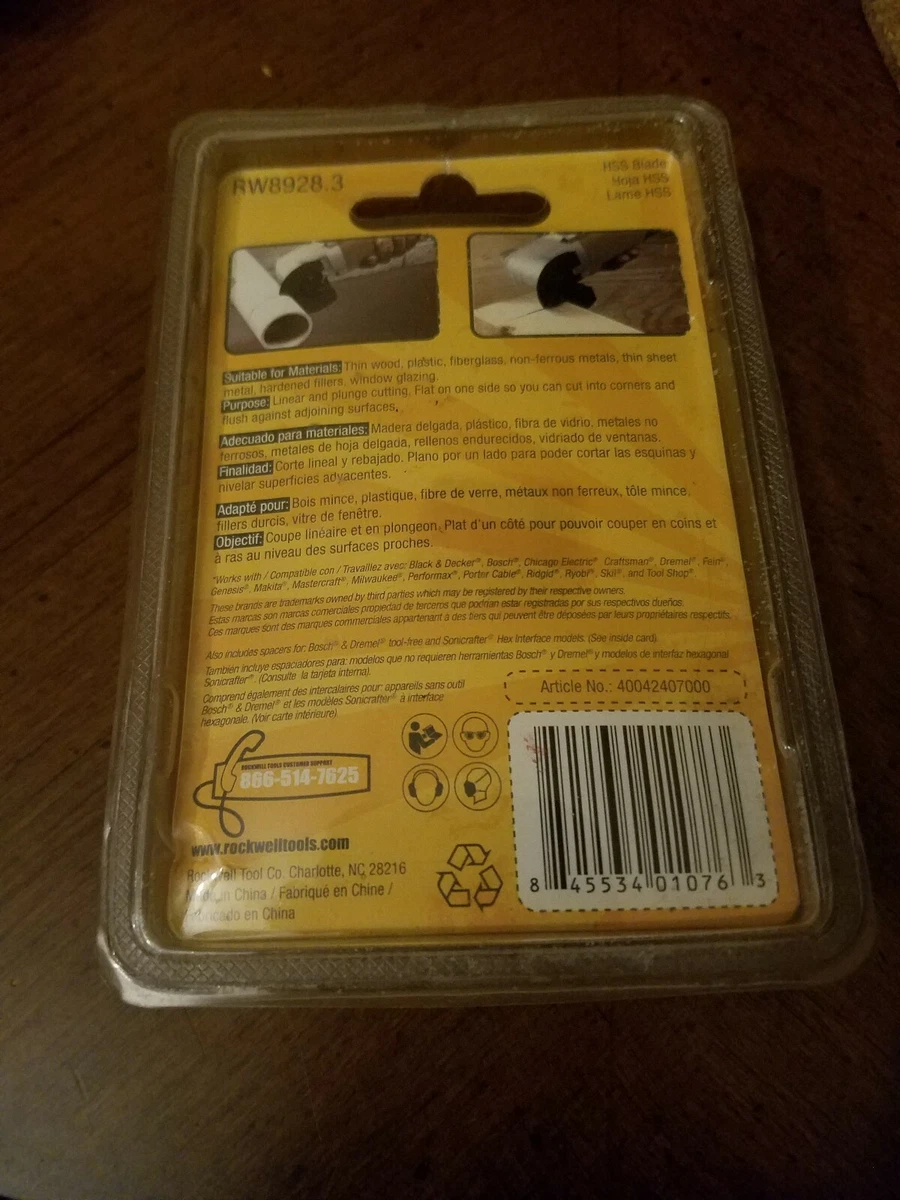 RW8928.3
HSS Blade
Hoja HSS
Lame HSS
Suitable for Materials: Thin wood, plastic, fiberglass, non-ferrous metals, thin sheet
metal, hardened fillers, window glazing.
Purpose: Linear and plunge cutting. Flat on one side so you can cut into corners and
flush against adjoining surfaces.
Adecuado para materiales: Madera delgada, plástico, fibra de vidrio, metales no
ferrosos, metales de hoja delgada, rellenos endurecidos, vidriado de ventanas.
Finalidad: Corte lineal y rebajado. Plano por un lado para poder cortar las esquinas y
nivelar superficies adyacentes.
Adapté pour: Bois mince, plastique, fibre de verre, métaux non ferreux, tôle mince,
fillers durcis, vitre de fenêtre.
Objectif: Coupe linéaire et en plongeon. Plat d'un côté pour pouvoir couper en coins et
à ras au niveau des surfaces proches.
*Works with / Compatible con / Travaillez avec: Black & Decker®, Bosch®, Chicago Electric® Craftsman®, Dremel®, Fein®,
Genesis®, Makita®, Mastercraft®, Milwaukee®, Performax®, Porter Cable®, Ridgid®, Ryobi®, Skil®, and Tool Shop®.
These brands are trademarks owned by third parties which may be registered by their respective owners.
Estas marcas son marcas comerciales propiedad de terceros que podrían estar registradas por sus respectivos dueños.
Ces marques sont des marques commerciales appartenant à des tiers qui peuvent être déposées par leurs propriétaires respectifs.
Also includes spacers for: Bosch® & Dremel® tool-free and Sonicrafter® Hex Interface models. (See inside card).
También incluye espaciadores para: modelos que no requieren herramientas Bosch® y Dremel® y modelos de interfaz hexagonal
Sonicrafter® (Consulte la tarjeta interna).
Comprend également des intercalaires pour: appareils sans outil
Bosch® & Dremel® et les modèles Sonicrafter® à interface
hexagonale. (Voir carte intérieure).
Article No.: 40042407000
ROCKWELL TOOLS CUSTOMER SUPPORT
866-514-7625
www.rockwelltools.com
Rockwell Tool Co. Charlotte, NC 28216
Made in China / Fabriqué en Chine /
Fabricado en China
8 45534 01076 3